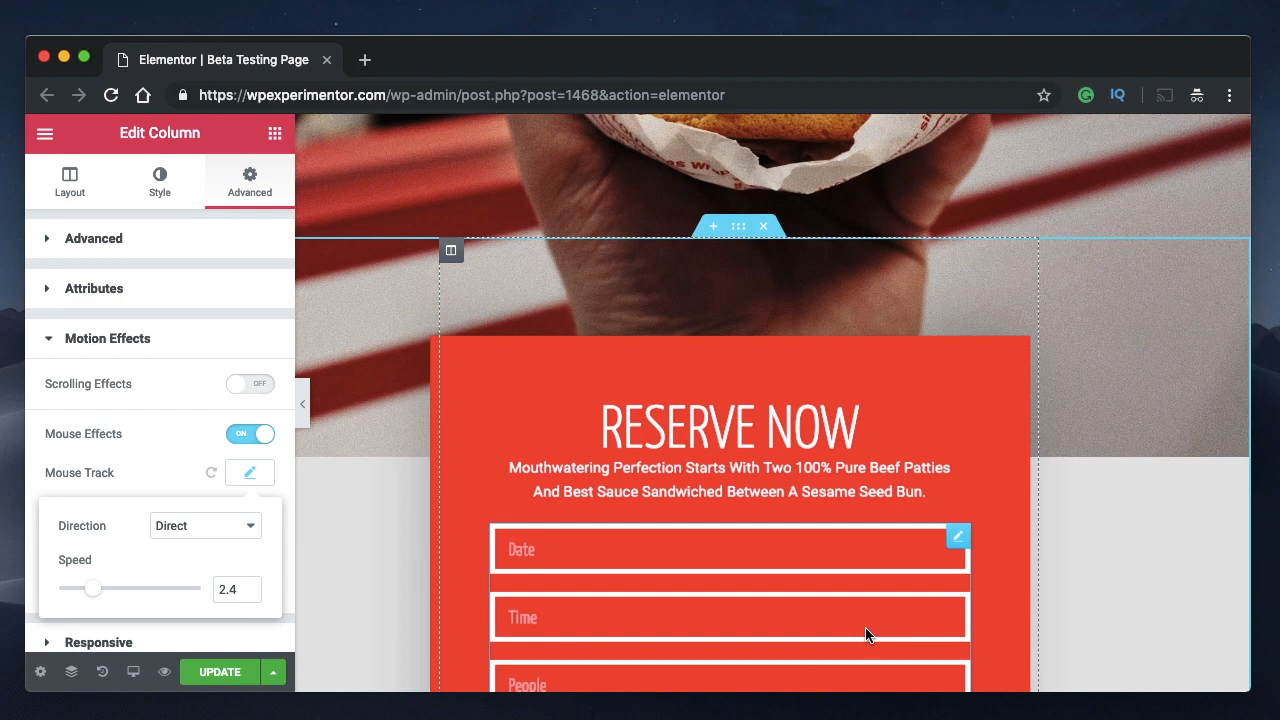 Elementor | Beta Testing Page
https://wpexperimentor.com/wp-admin/post.php?post=1468&action=elementor
IQ
Edit Column
Layout
Style
Advanced
Advanced
Attributes
Motion Effects
Scrolling Effects
OFF
Mouse Effects
ON
Mouse Track
Direction
Direct
Speed
2.4
Responsive
UPDATE
RESERVE NOW
Mouthwatering Perfection Starts With Two 100% Pure Beef Patties
And Best Sauce Sandwiched Between A Sesame Seed Bun.
Date
Time
People